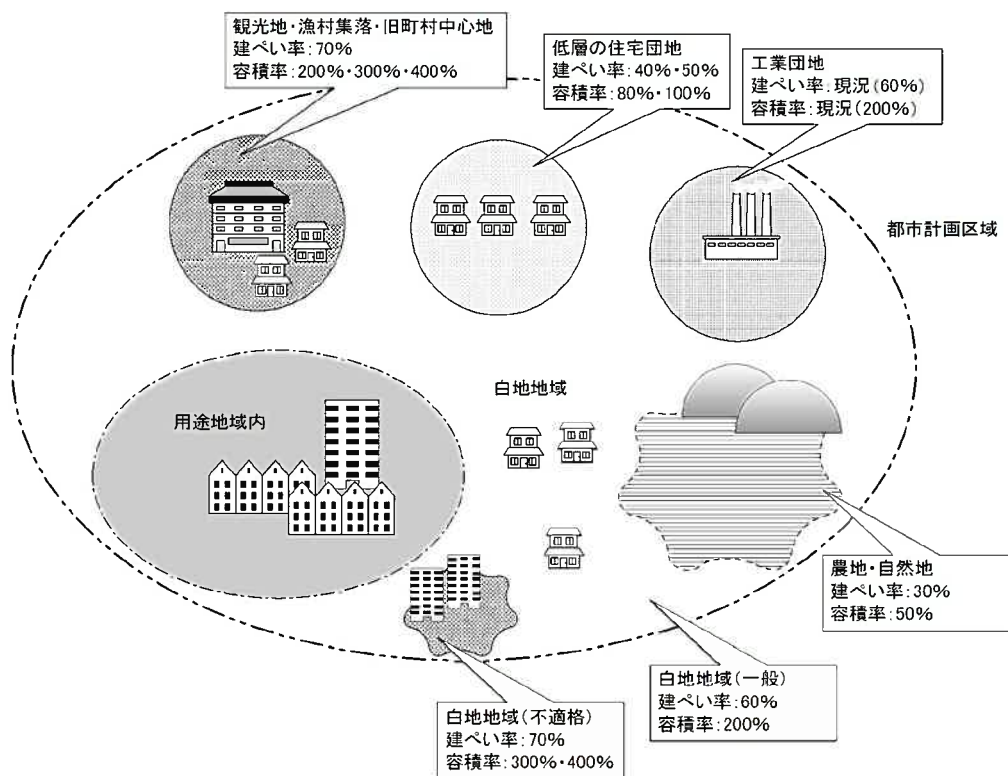 観光地・漁村集落・旧町村中心地
建ぺい率:70%
容積率:200%・300%・400%
低層の住宅団地
建ぺい率:40%・50%
容積率:80%・100%
工業団地
建ぺい率:現況(60%)
容積率:現況(200%)
都市計画区域
白地地域
用途地域内
農地・自然地
建ぺい率:30%
容積率:50%
白地地域(一般)
建ぺい率:60%
容積率:200%
白地地域(不適格)
建ぺい率:70%
容積率:300%・400%